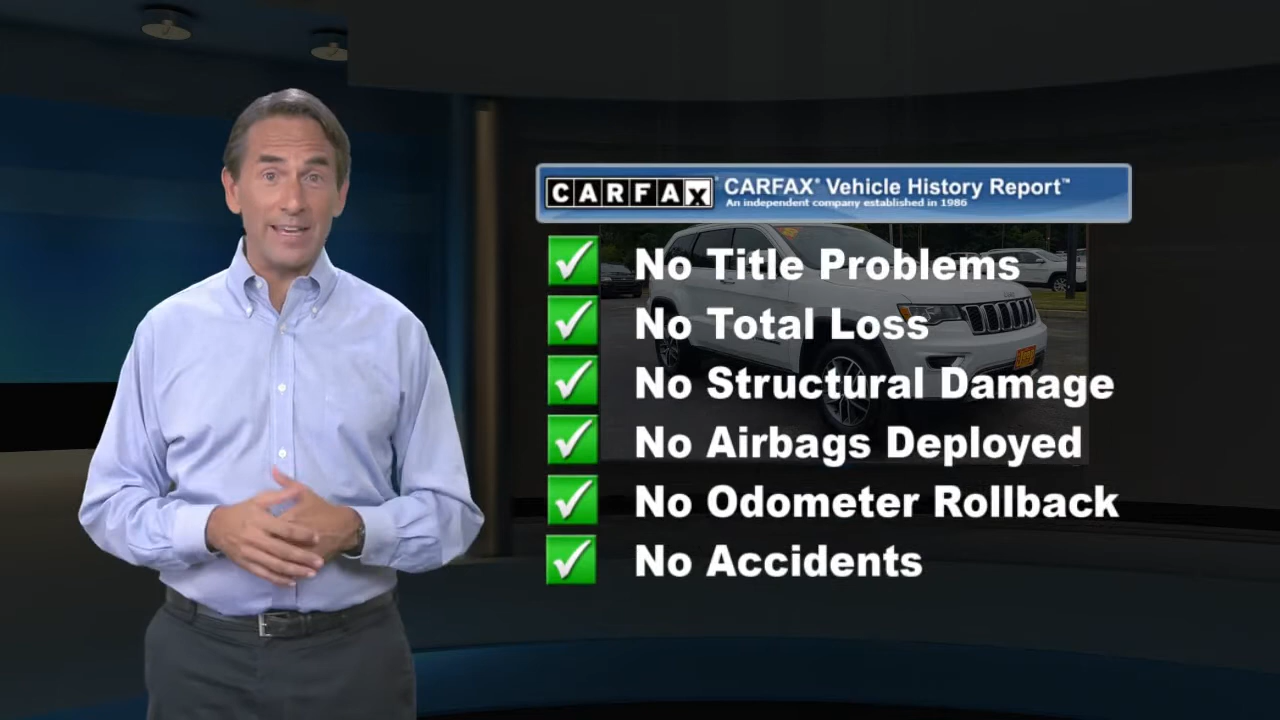 CARFAX
CARFAX® Vehicle History Report™
An independent company established in 1986
No Title Problems
No Total Loss
No Structural Damage
No Airbags Deployed
No Odometer Rollback
No Accidents